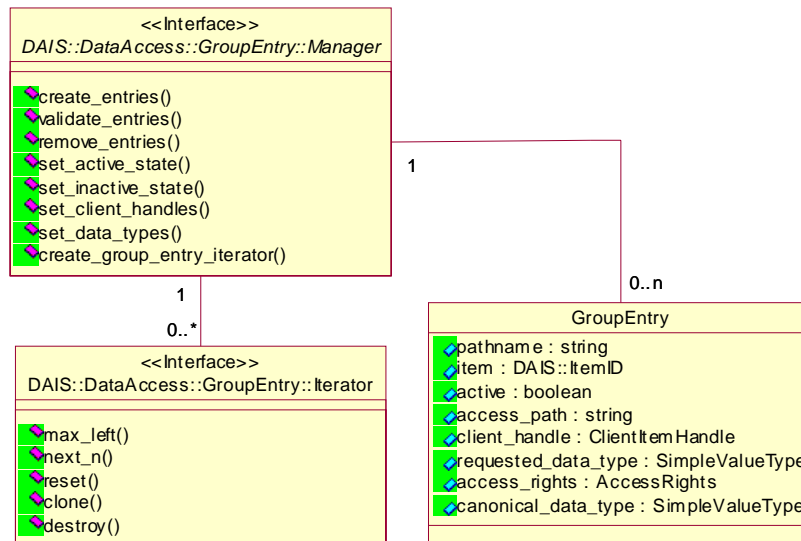 <<Interface>>
DAIS::DataAccess::GroupEntry::Manager
create_entries()
validate_entries()
remove_entries()
set_active_state()
set_inactive_state()
set_client_handles()
set_data_types()
create_group_entry_iterator()
1
1
0..*
0..n
<<Interface>>
DAIS::DataAccess::GroupEntry::Iterator
max_left()
next_n()
reset()
clone()
destroy()
GroupEntry
pathname : string
item : DAIS::ItemID
active : boolean
access_path : string
client_handle : ClientItemHandle
requested_data_type : SimpleValueType
access_rights : AccessRights
canonical_data_type : SimpleValueType